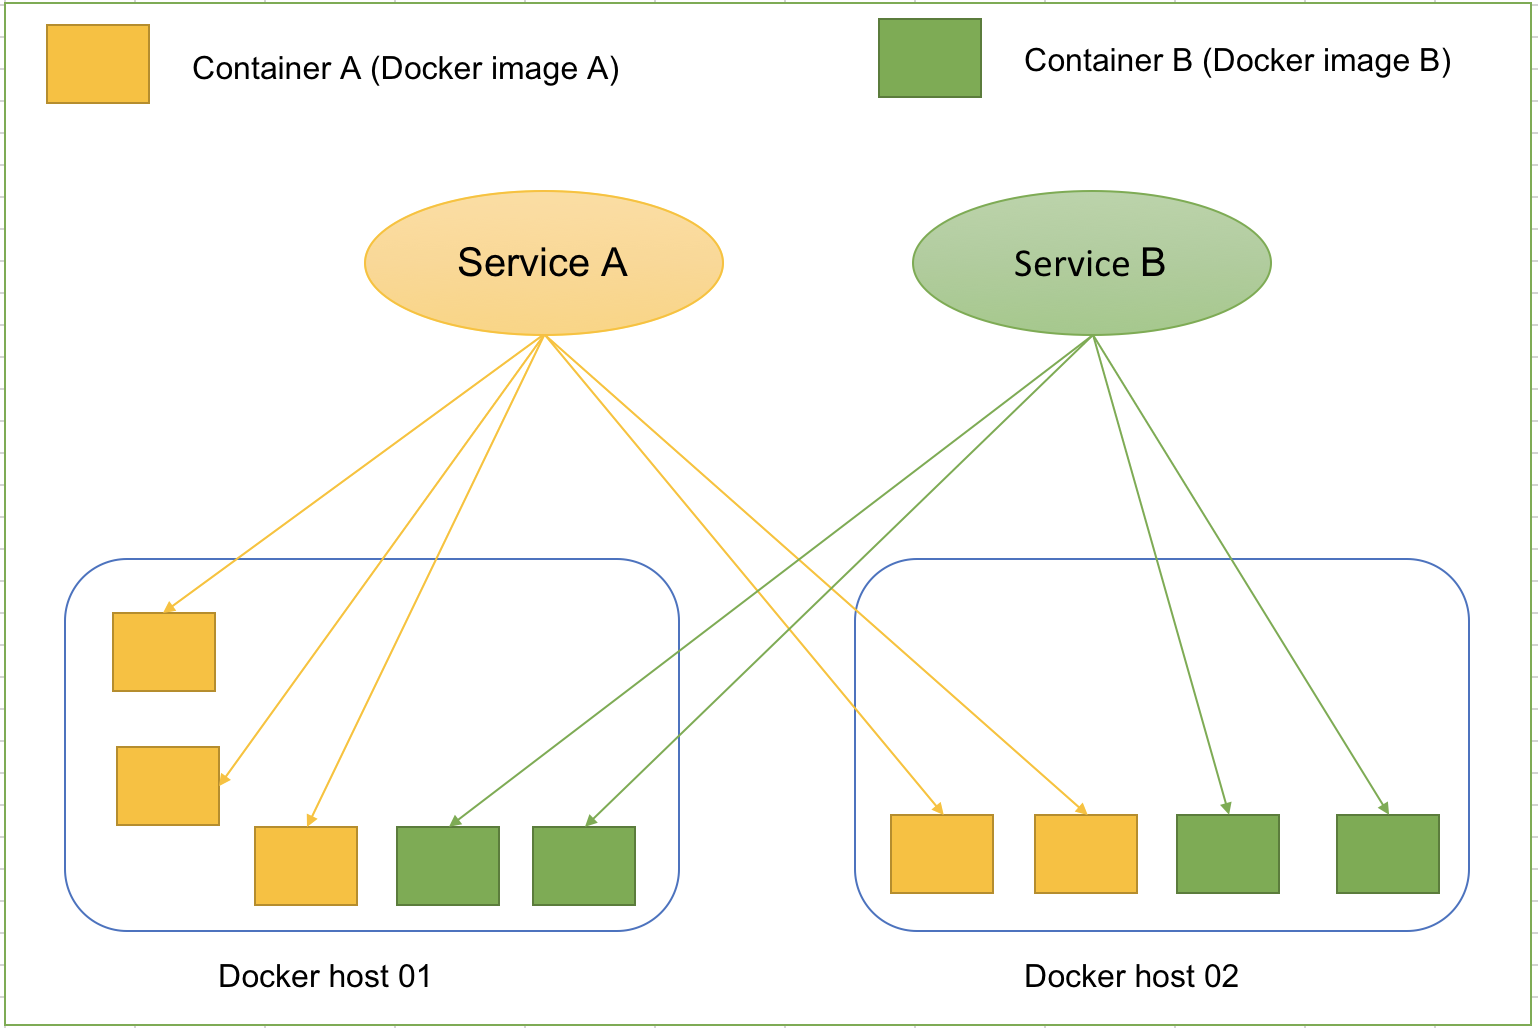 Container A (Docker image A)
Container B (Docker image B)
Service A
Service B
Docker host 01
Docker host 02